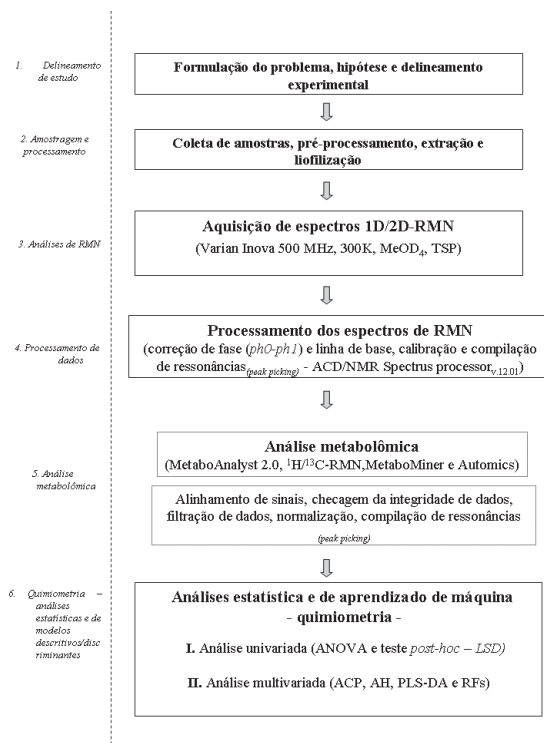 1. Delineamento
de estudo
Formulação do problema, hipótese e delineamento
experimental
2. Amostragem e
processamento
Coleta de amostras, pré-processamento, extração e
liofilização
3. Análises de RMN
Aquisição de espectros 1D/2D-RMN
(Varian Inova 500 MHz, 300K, MeOD₄, TSP)
4. Processamento de
dados
Processamento dos espectros de RMN
(correção de fase (ph0-ph1) e linha de base, calibração e compilação
de ressonâncias(peak picking) - ACD/NMR Spectrus processorv.12.01)
5. Análise
metabolômica
Análise metabolômica
(MetaboAnalyst 2.0, ¹H/¹³C-RMN,MetaboMiner e Automics)
Alinhamento de sinais, checagem da integridade de dados,
filtração de dados, normalização, compilação de ressonâncias
(peak picking)
6. Quimiometria –
análises
estatísticas e de
modelos
descritivos/disc
riminantes
Análises estatística e de aprendizado de máquina
- quimiometria -
I. Análise univariada (ANOVA e teste post-hoc – LSD)
II. Análise multivariada (ACP, AH, PLS-DA e RFs)